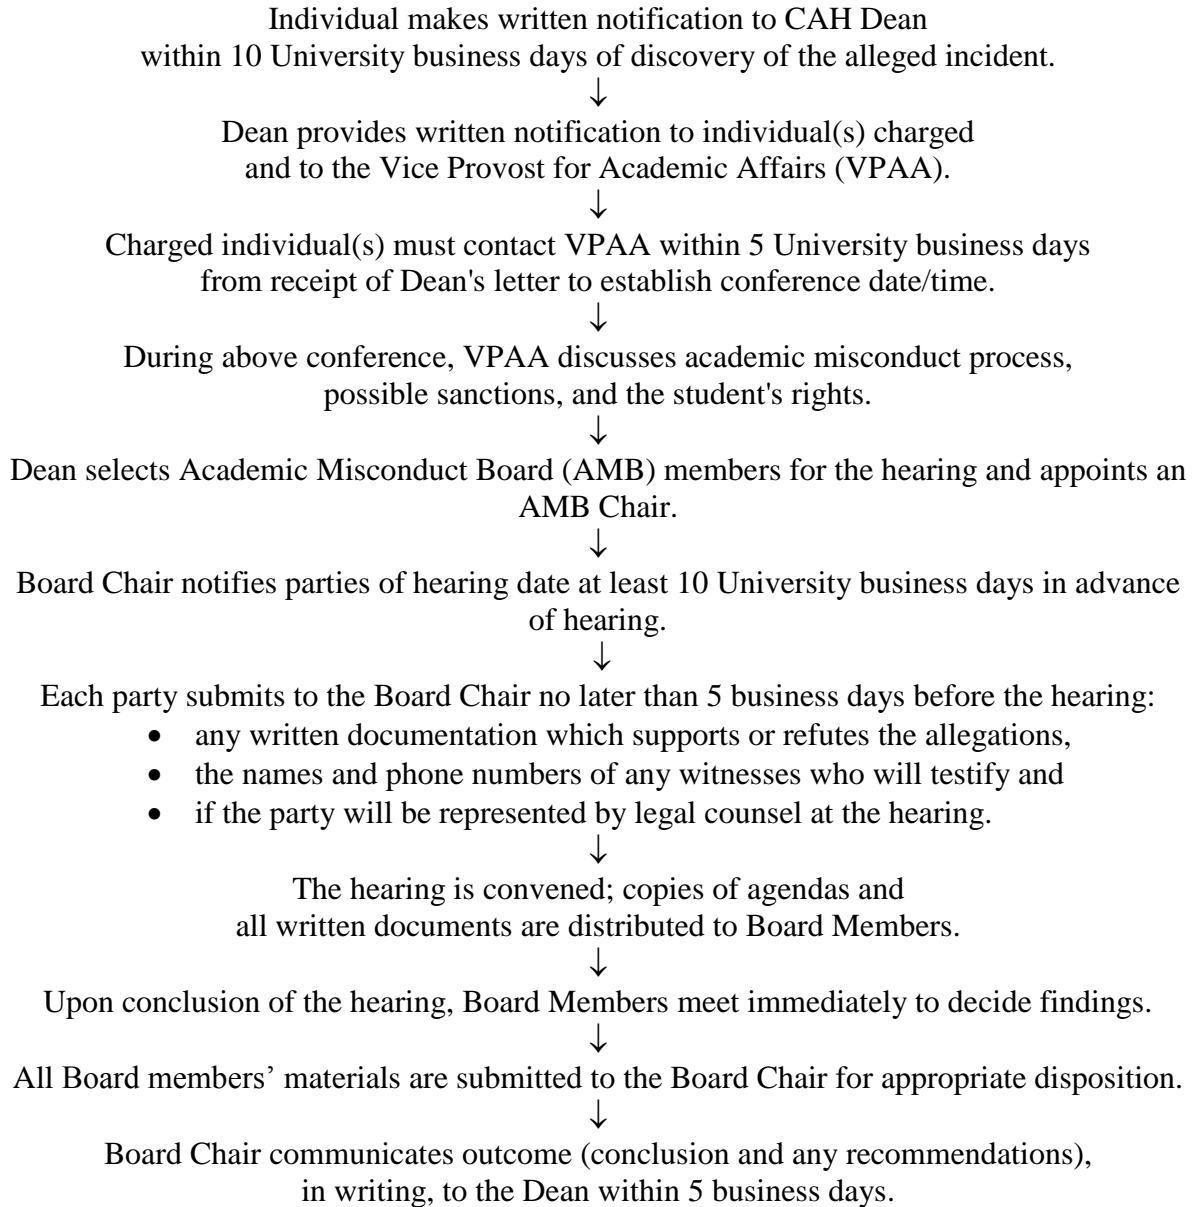 Individual makes written notification to CAH Dean
within 10 University business days of discovery of the alleged incident.
↓
Dean provides written notification to individual(s) charged
and to the Vice Provost for Academic Affairs (VPAA).
↓
Charged individual(s) must contact VPAA within 5 University business days
from receipt of Dean's letter to establish conference date/time.
↓
During above conference, VPAA discusses academic misconduct process,
possible sanctions, and the student's rights.
↓
Dean selects Academic Misconduct Board (AMB) members for the hearing and appoints an
AMB Chair.
↓
Board Chair notifies parties of hearing date at least 10 University business days in advance
of hearing.
↓
Each party submits to the Board Chair no later than 5 business days before the hearing:
• any written documentation which supports or refutes the allegations,
• the names and phone numbers of any witnesses who will testify and
• if the party will be represented by legal counsel at the hearing.
↓
The hearing is convened; copies of agendas and
all written documents are distributed to Board Members.
↓
Upon conclusion of the hearing, Board Members meet immediately to decide findings.
↓
All Board members’ materials are submitted to the Board Chair for appropriate disposition.
↓
Board Chair communicates outcome (conclusion and any recommendations),
in writing, to the Dean within 5 business days.